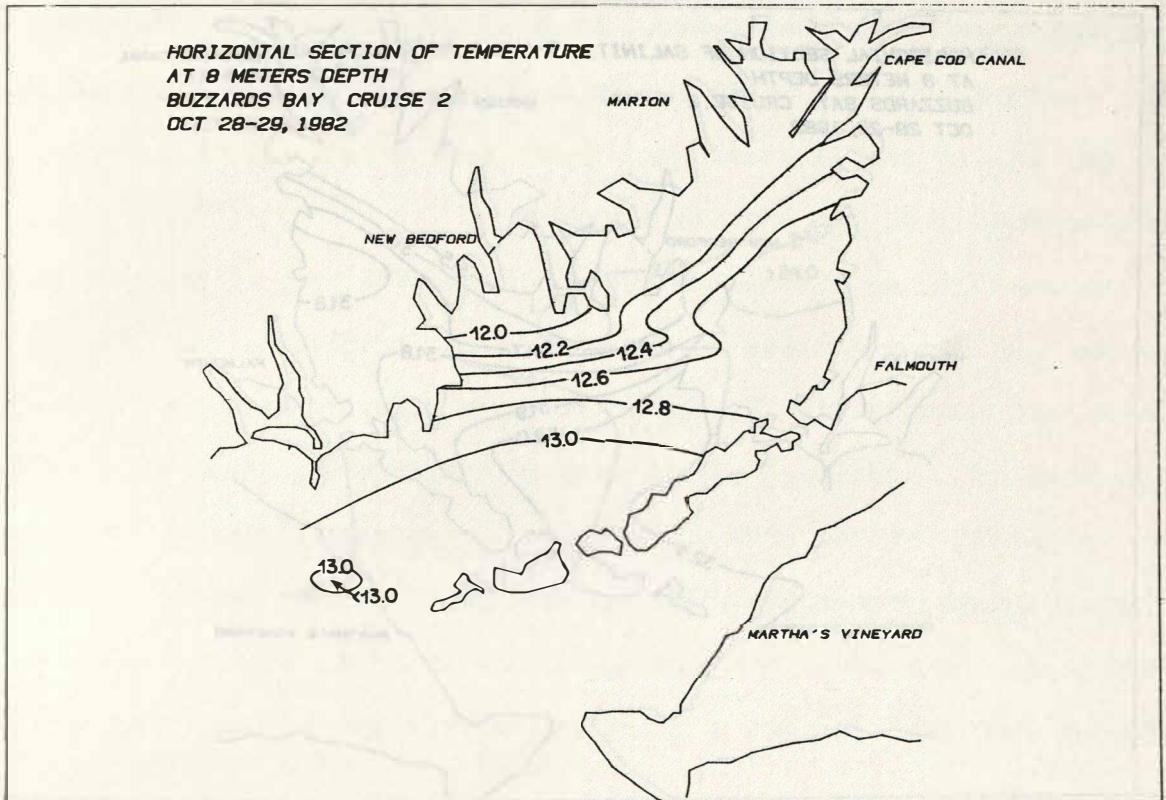 HORIZONTAL SECTION OF TEMPERATURE
AT 8 METERS DEPTH
BUZZARDS BAY CRUISE 2
OCT 28-29, 1982
CAPE COD CANAL
MARION
NEW BEDFORD
12.0
12.2
12.4
12.6
FALMOUTH
12.8
13.0
13.0
13.0
MARTHA'S VINEYARD